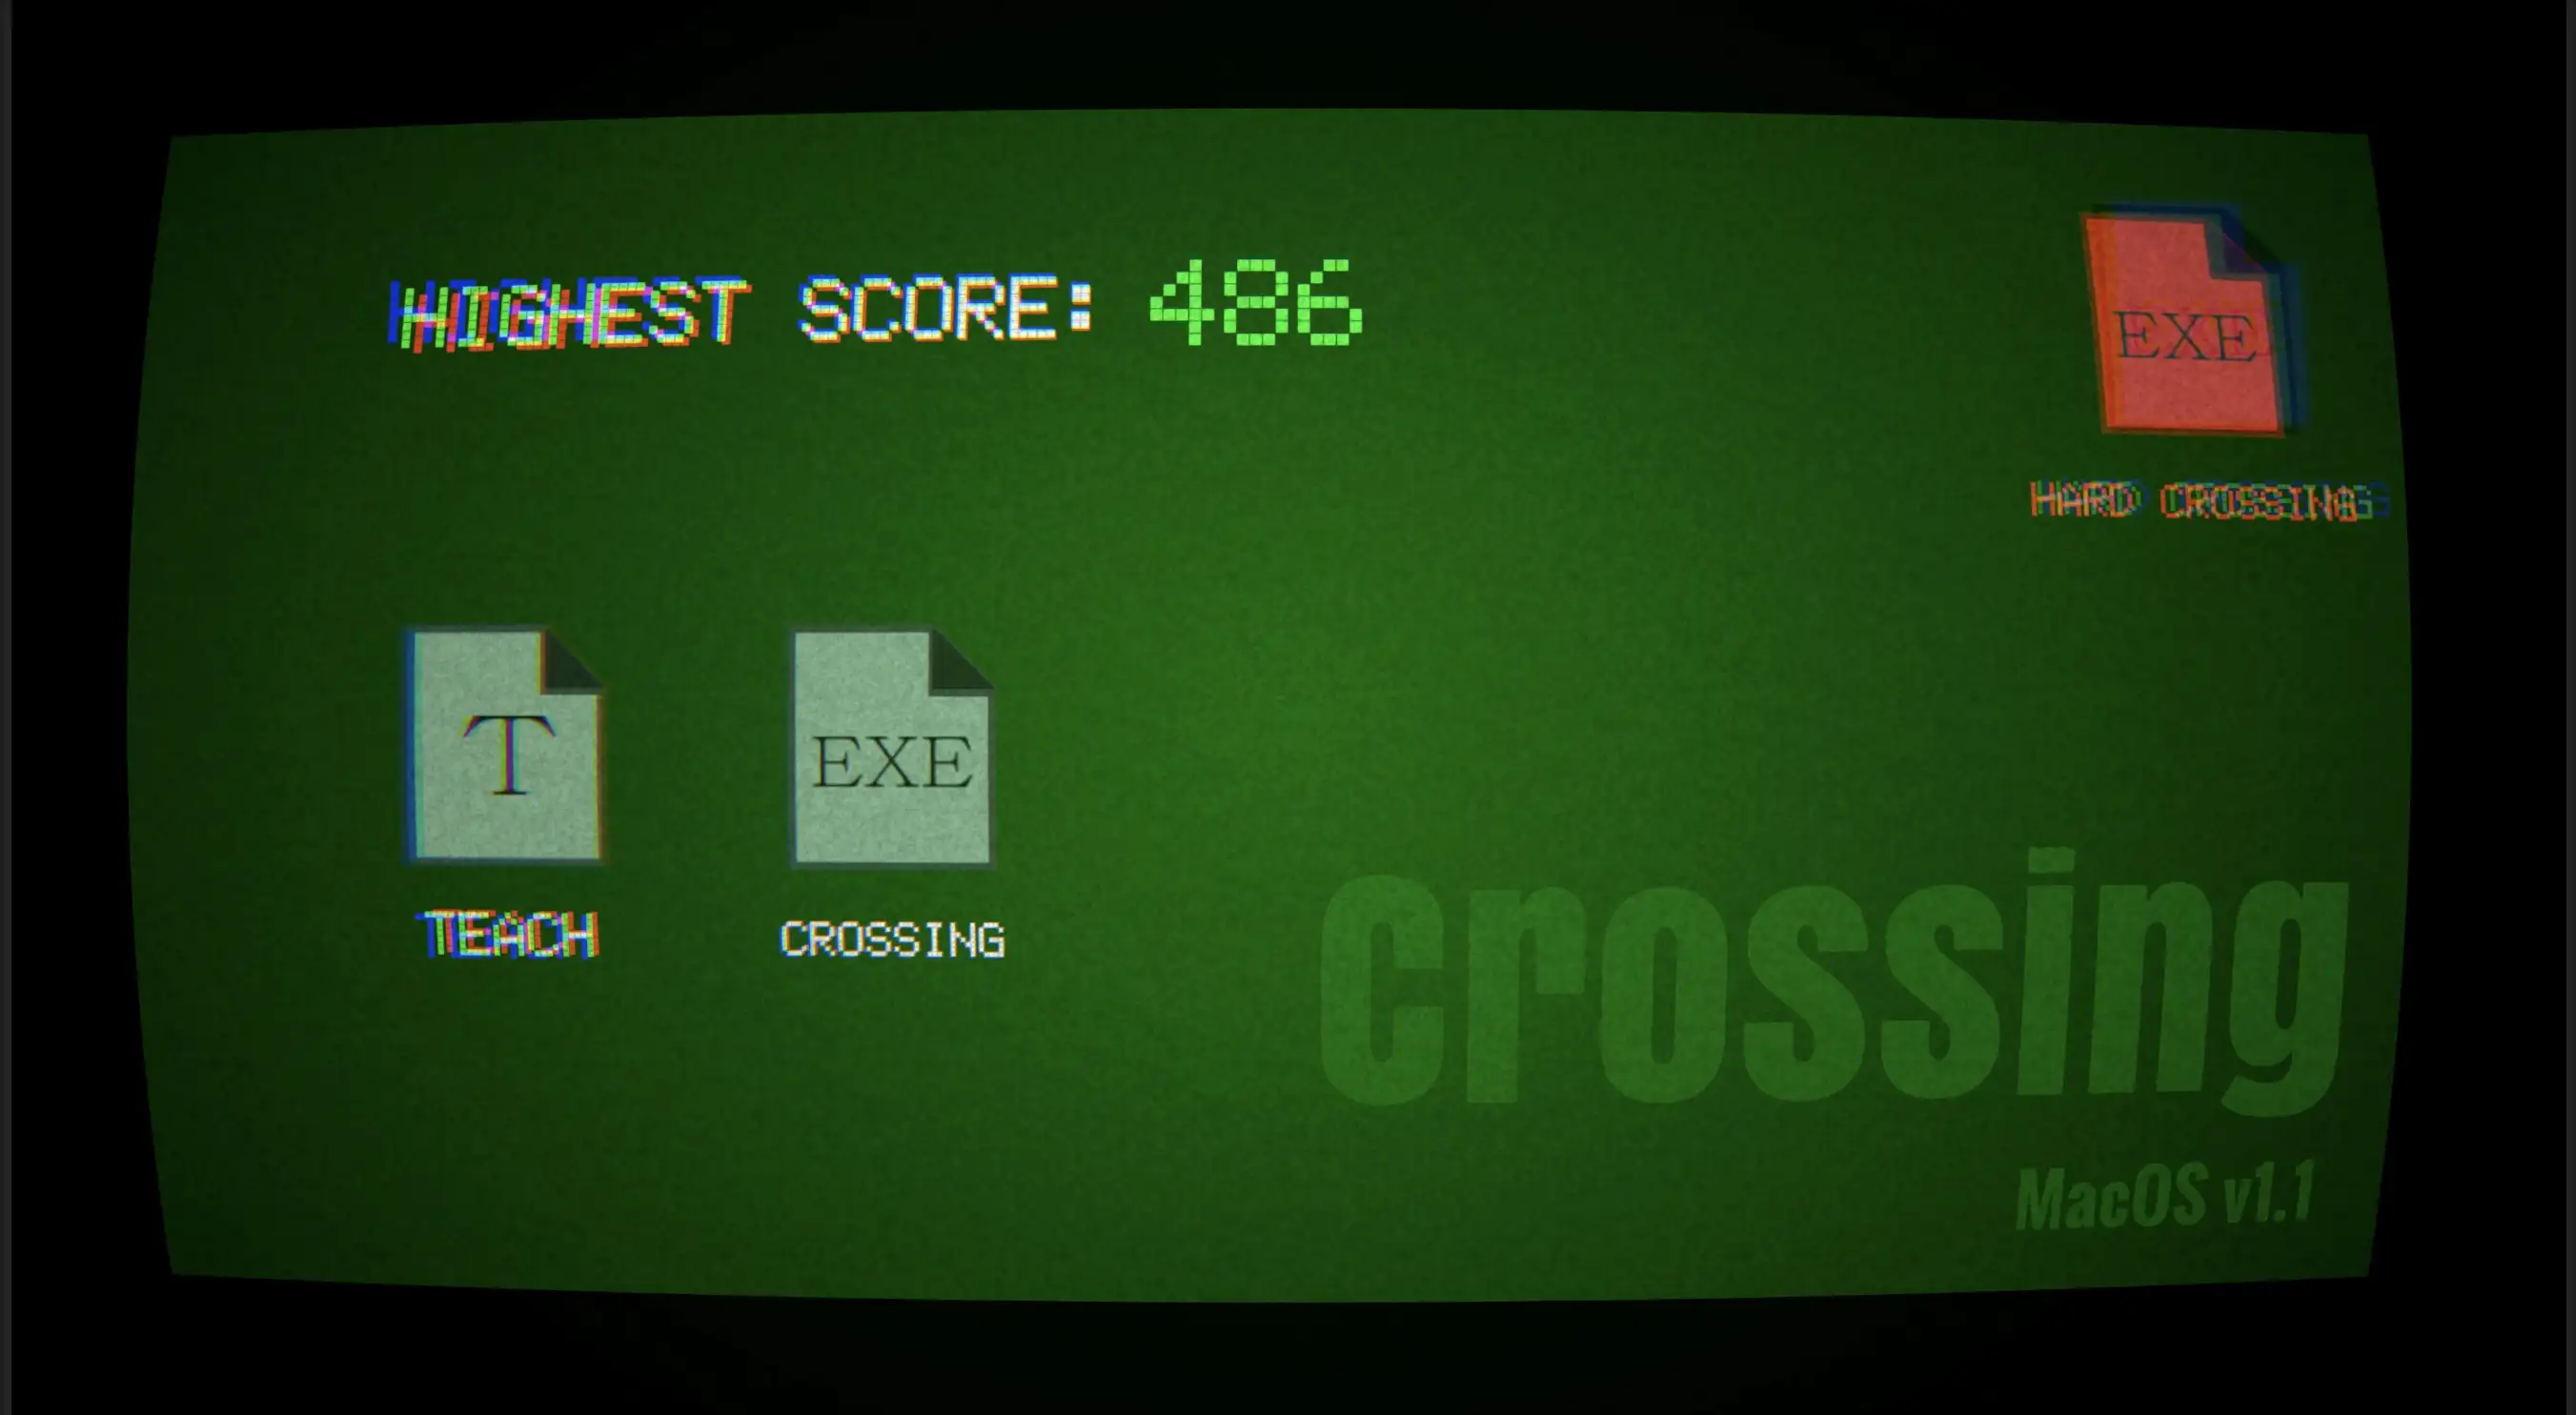 HIGHEST SCORE: 486
EXE
HARD CROSSING
T
EXE
TEACH
CROSSING
Crossing
MacOS v1.1